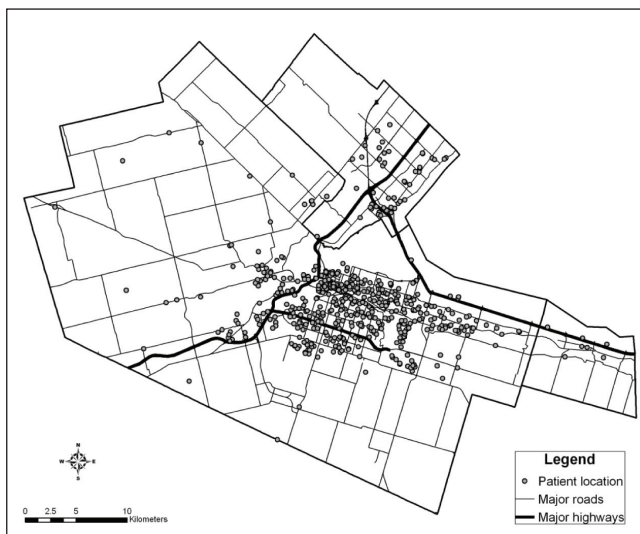 N
W E
S
0 2.5 5 10
Kilometers
Legend
Patient location
Major roads
Major highways